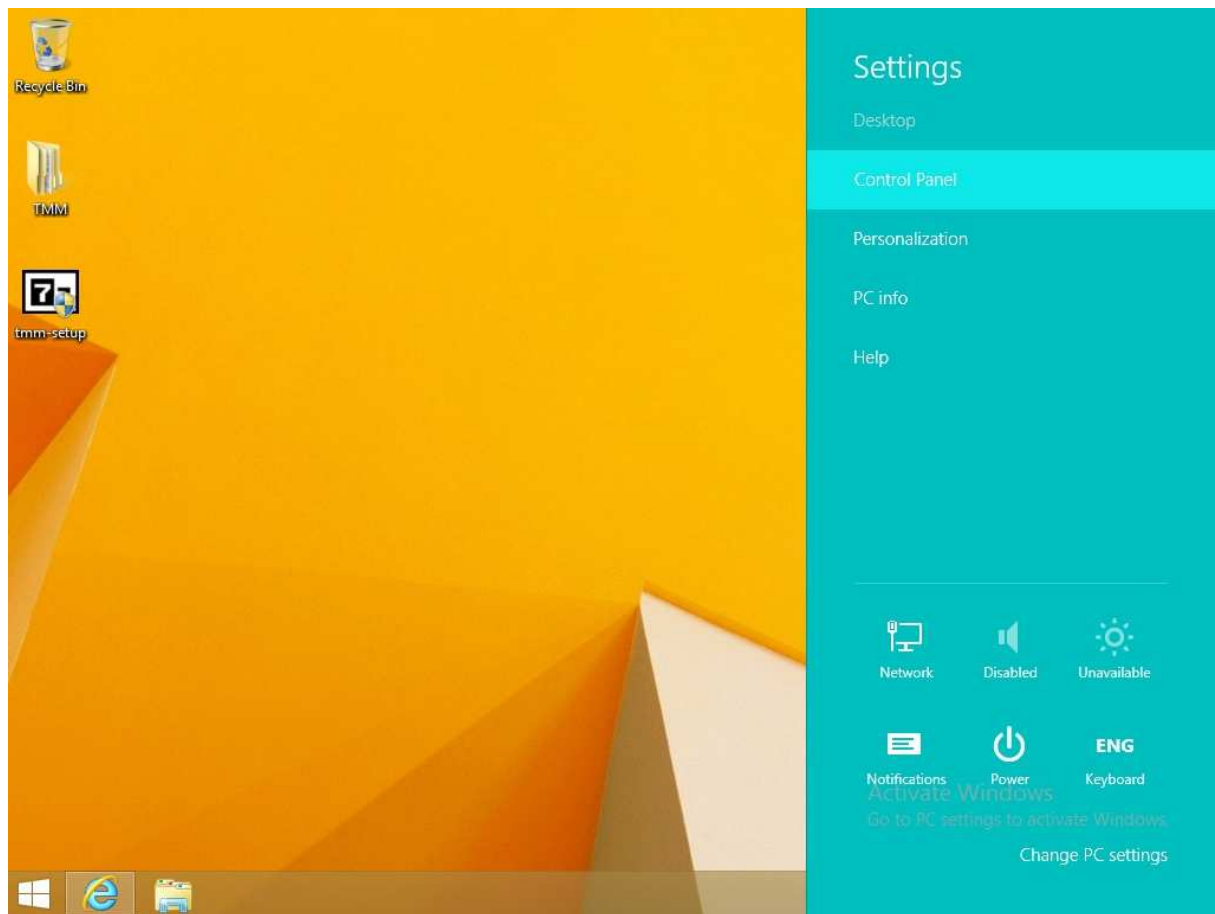 Recycle Bin
TMM
7z
tmm-setup
Settings
Desktop
Control Panel
Personalization
PC info
Help
Network
Disabled
Unavailable
ENG
Notifications
Power
Keyboard
Activate Windows
Go to PC settings to activate Windows.
Change PC settings